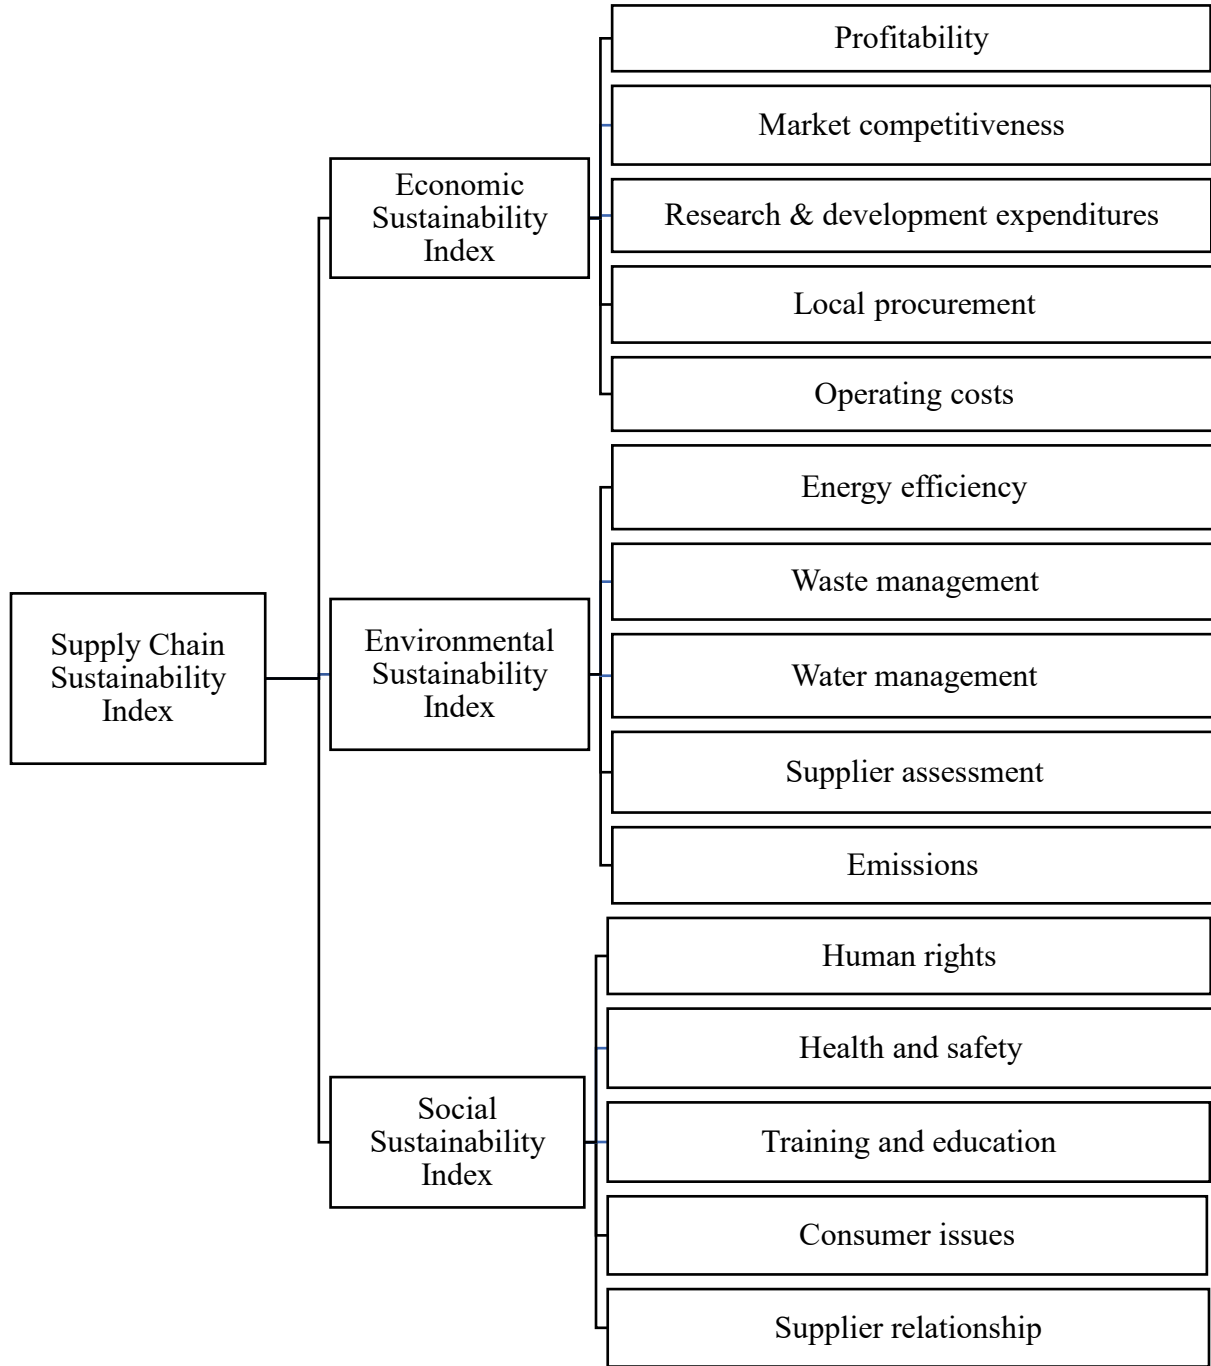 Profitability
Market competitiveness
Economic
Sustainability
Index
Research & development expenditures
Local procurement
Operating costs
Energy efficiency
Waste management
Supply Chain
Sustainability
Index
Environmental
Sustainability
Index
Water management
Supplier assessment
Emissions
Human rights
Health and safety
Social
Sustainability
Index
Training and education
Consumer issues
Supplier relationship